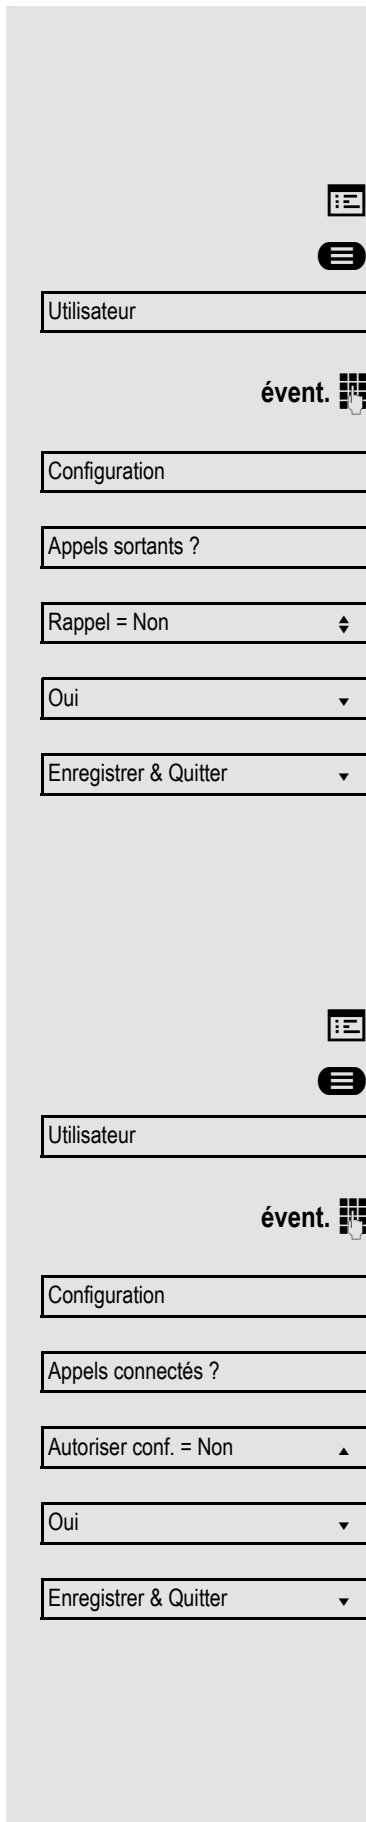 Utilisateur
évent.
Configuration
Appels sortants ?
Rappel = Non
Oui
Enregistrer & Quitter
Utilisateur
évent.
Configuration
Appels connectés ?
Autoriser conf. = Non
Oui
Enregistrer & Quitter